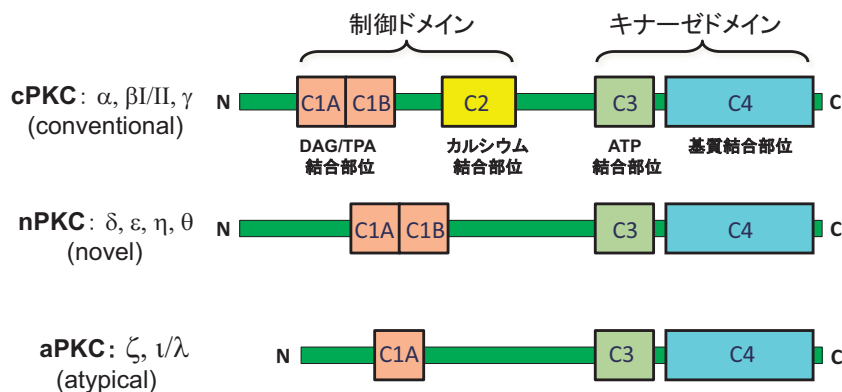 制御ドメイン キナーゼドメイン
cPKC: α, βI/II, γ N C1A C1B C2 C3 C4 C
(conventional)
DAG/TPA カルシウム ATP 基質結合部位
結合部位 結合部位 結合部位
nPKC: δ, ε, η, θ N C1A C1B C3 C4 C
(novel)
aPKC: ζ, ι/λ N C1A C3 C4 C
(atypical)